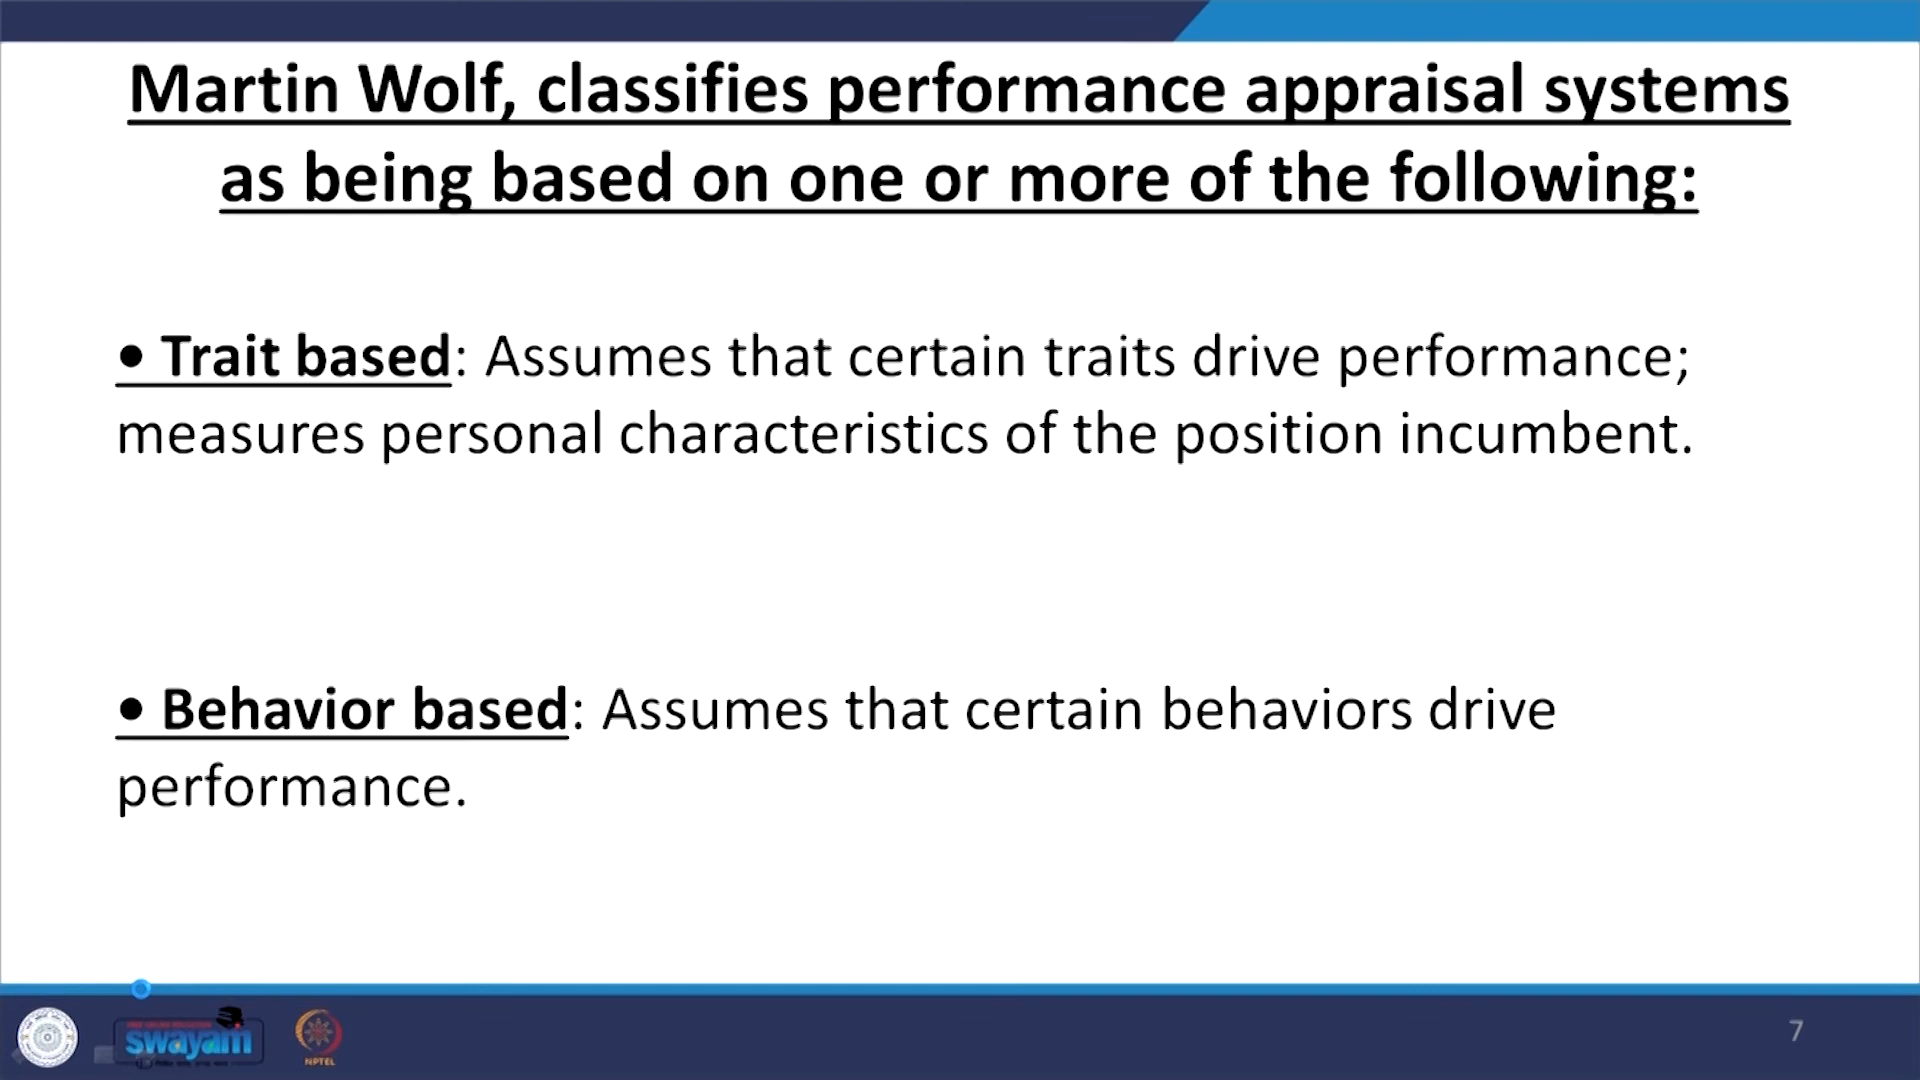 Martin Wolf, classifies performance appraisal systems
as being based on one or more of the following:
• Trait based: Assumes that certain traits drive performance;
measures personal characteristics of the position incumbent.
• Behavior based: Assumes that certain behaviors drive
performance.
swayam
NPTEL
7